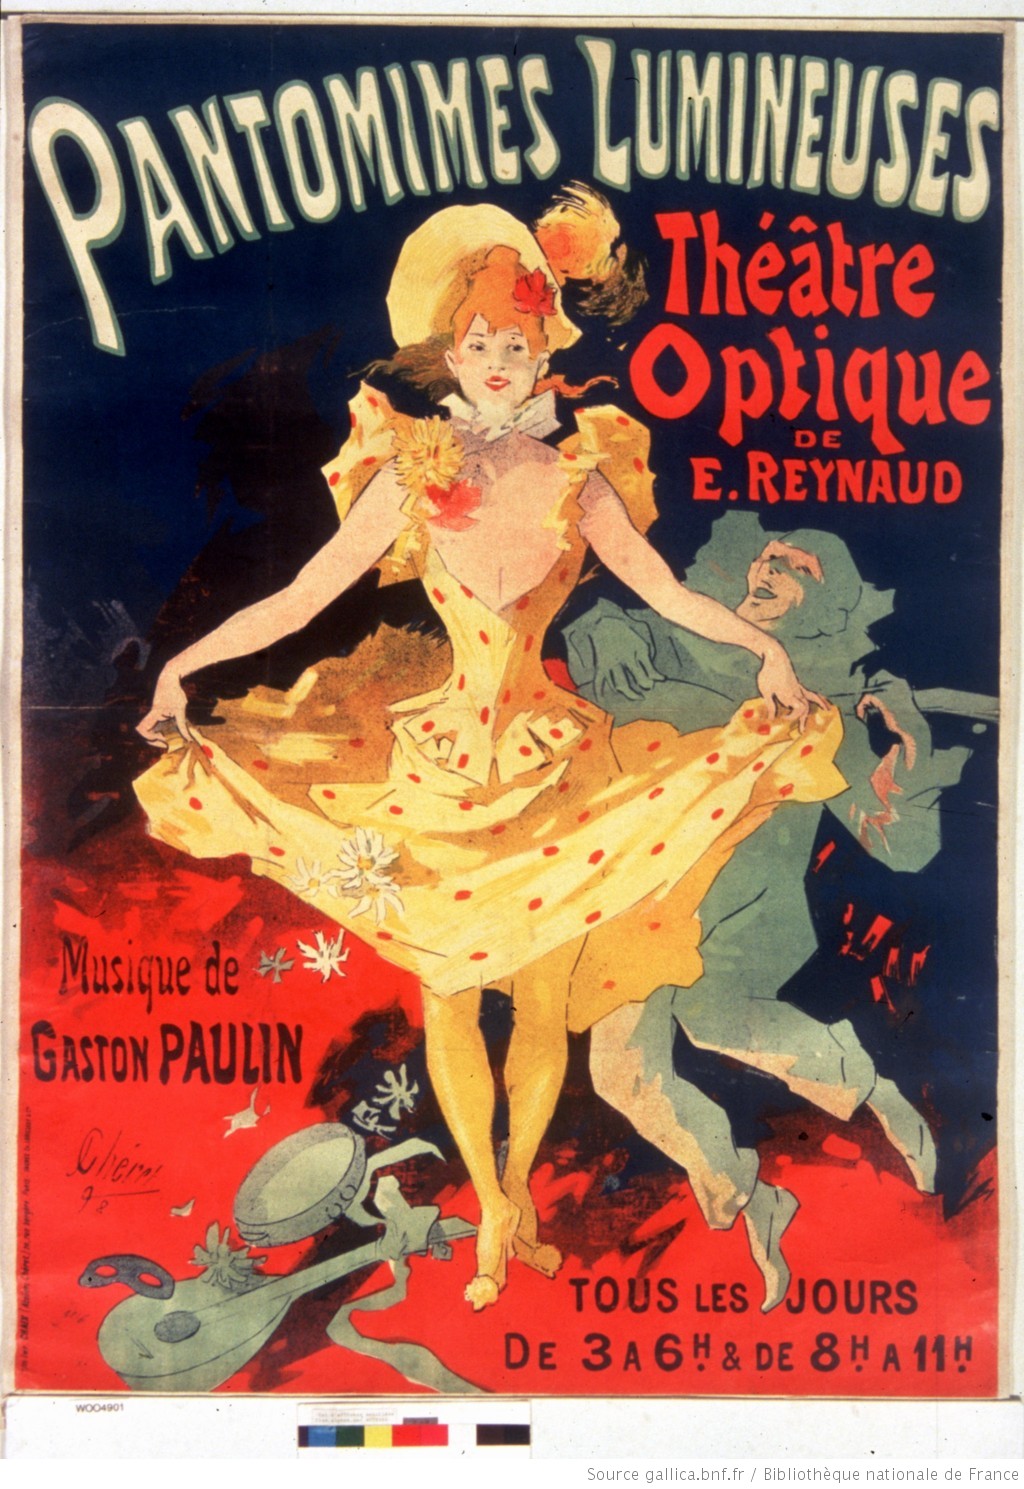 PANTOMIMES LUMINEUSES
Théâtre
Optique
DE
E. REYNAUD
Musique de
GASTON PAULIN
Chéret
TOUS LES JOURS
DE 3 A 6H. & DE 8H. A 11H
WOO4901
Source gallica.bnf.fr / Bibliothèque nationale de France